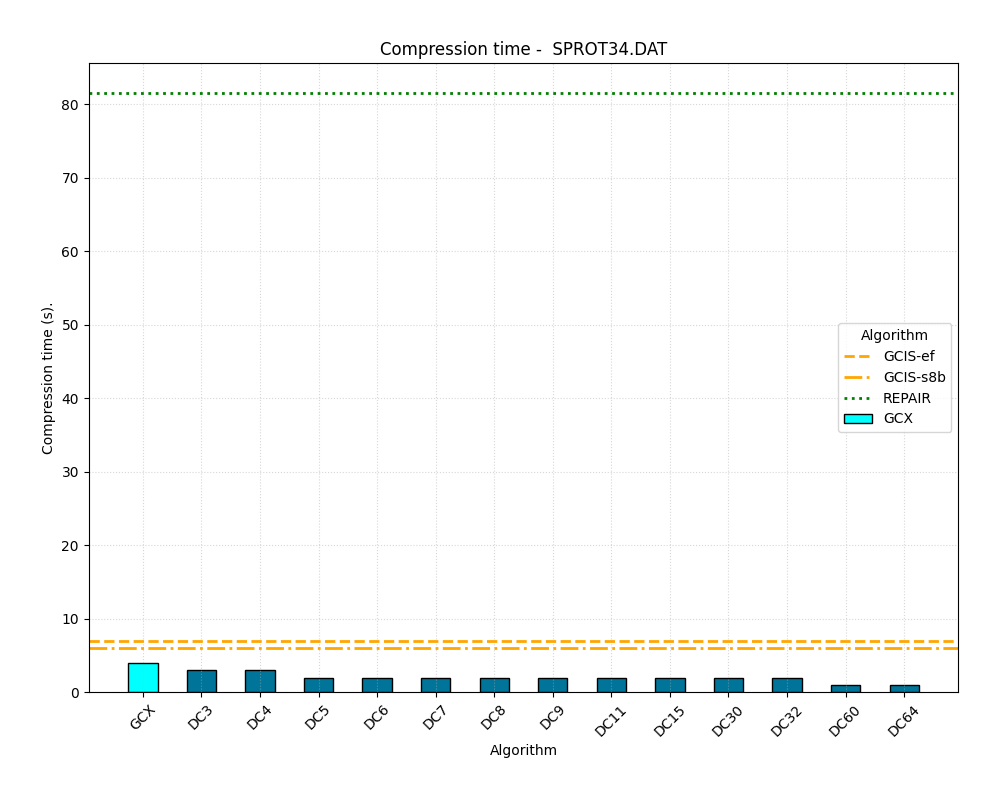 Compression time -  SPROT34.DAT
Compression time (s).
80
70
60
50
40
30
20
10
0
Algorithm
GCIS-ef
GCIS-s8b
REPAIR
GCX
GCX
DC3
DC4
DC5
DC6
DC7
DC8
DC9
DC11
DC15
DC30
DC32
DC60
DC64
Algorithm